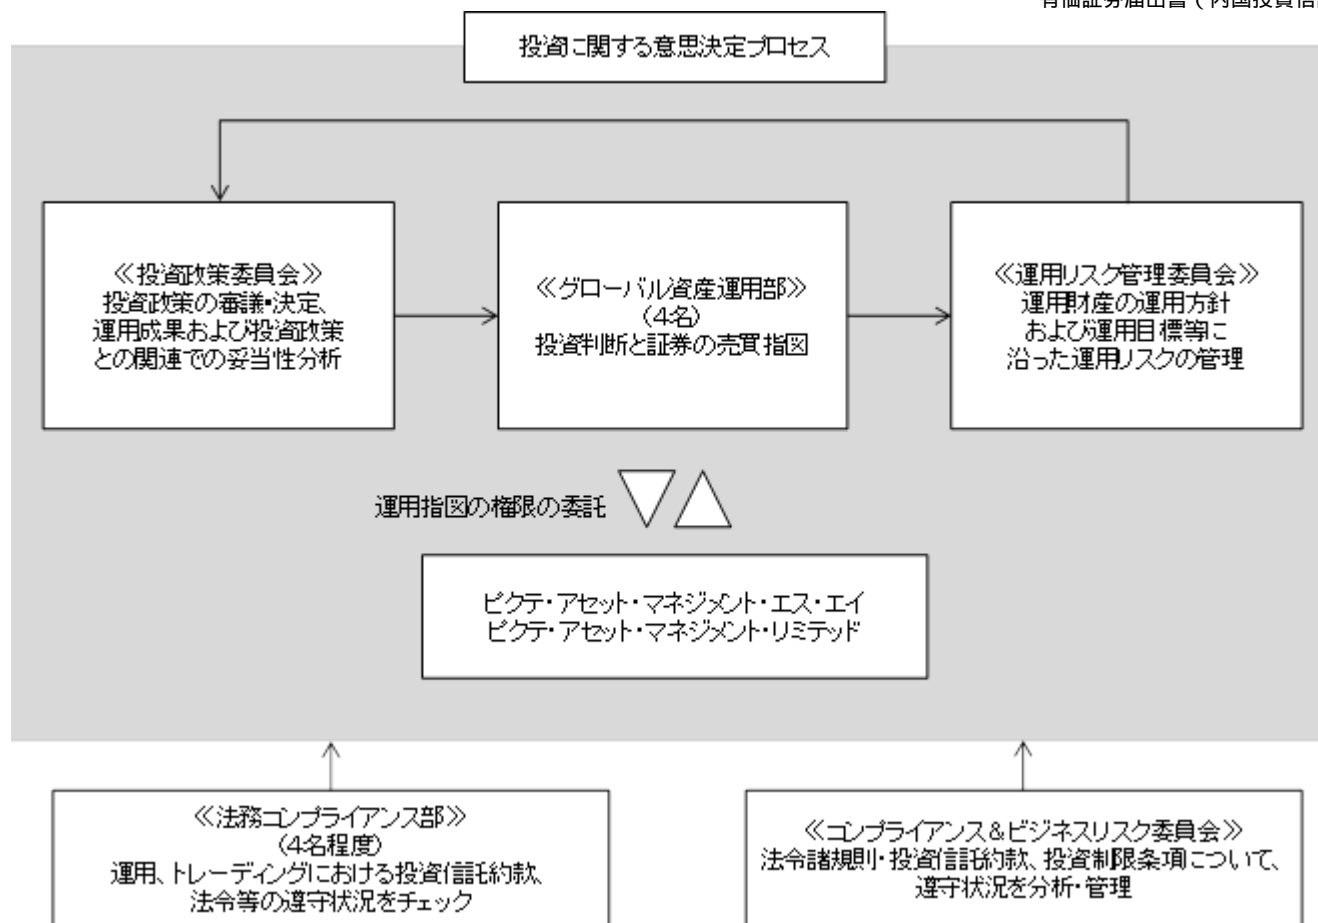 有価証券届出書（内国投資信
投資に関する意思決定プロセス
≪投資政策委員会≫
投資政策の審議・決定、
運用成果および投資政策
との関連での妥当性分析
≪グローバル資産運用部≫
(4名)
投資判断と証券の売買指図
≪運用リスク管理委員会≫
運用財産の運用方針
および運用目標等に
沿った運用リスクの管理
運用指図の権限の委託
ピクテ・アセット・マネジメント・エス・エイ
ピクテ・アセット・マネジメント・リミテッド
≪法務コンプライアンス部≫
(4名程度)
運用、トレーディングにおける投資信託約款、
法令等の遵守状況をチェック
≪コンプライアンス&ビジネスリスク委員会≫
法令諸規則・投資信託約款、投資制限条項について、
遵守状況を分析・管理